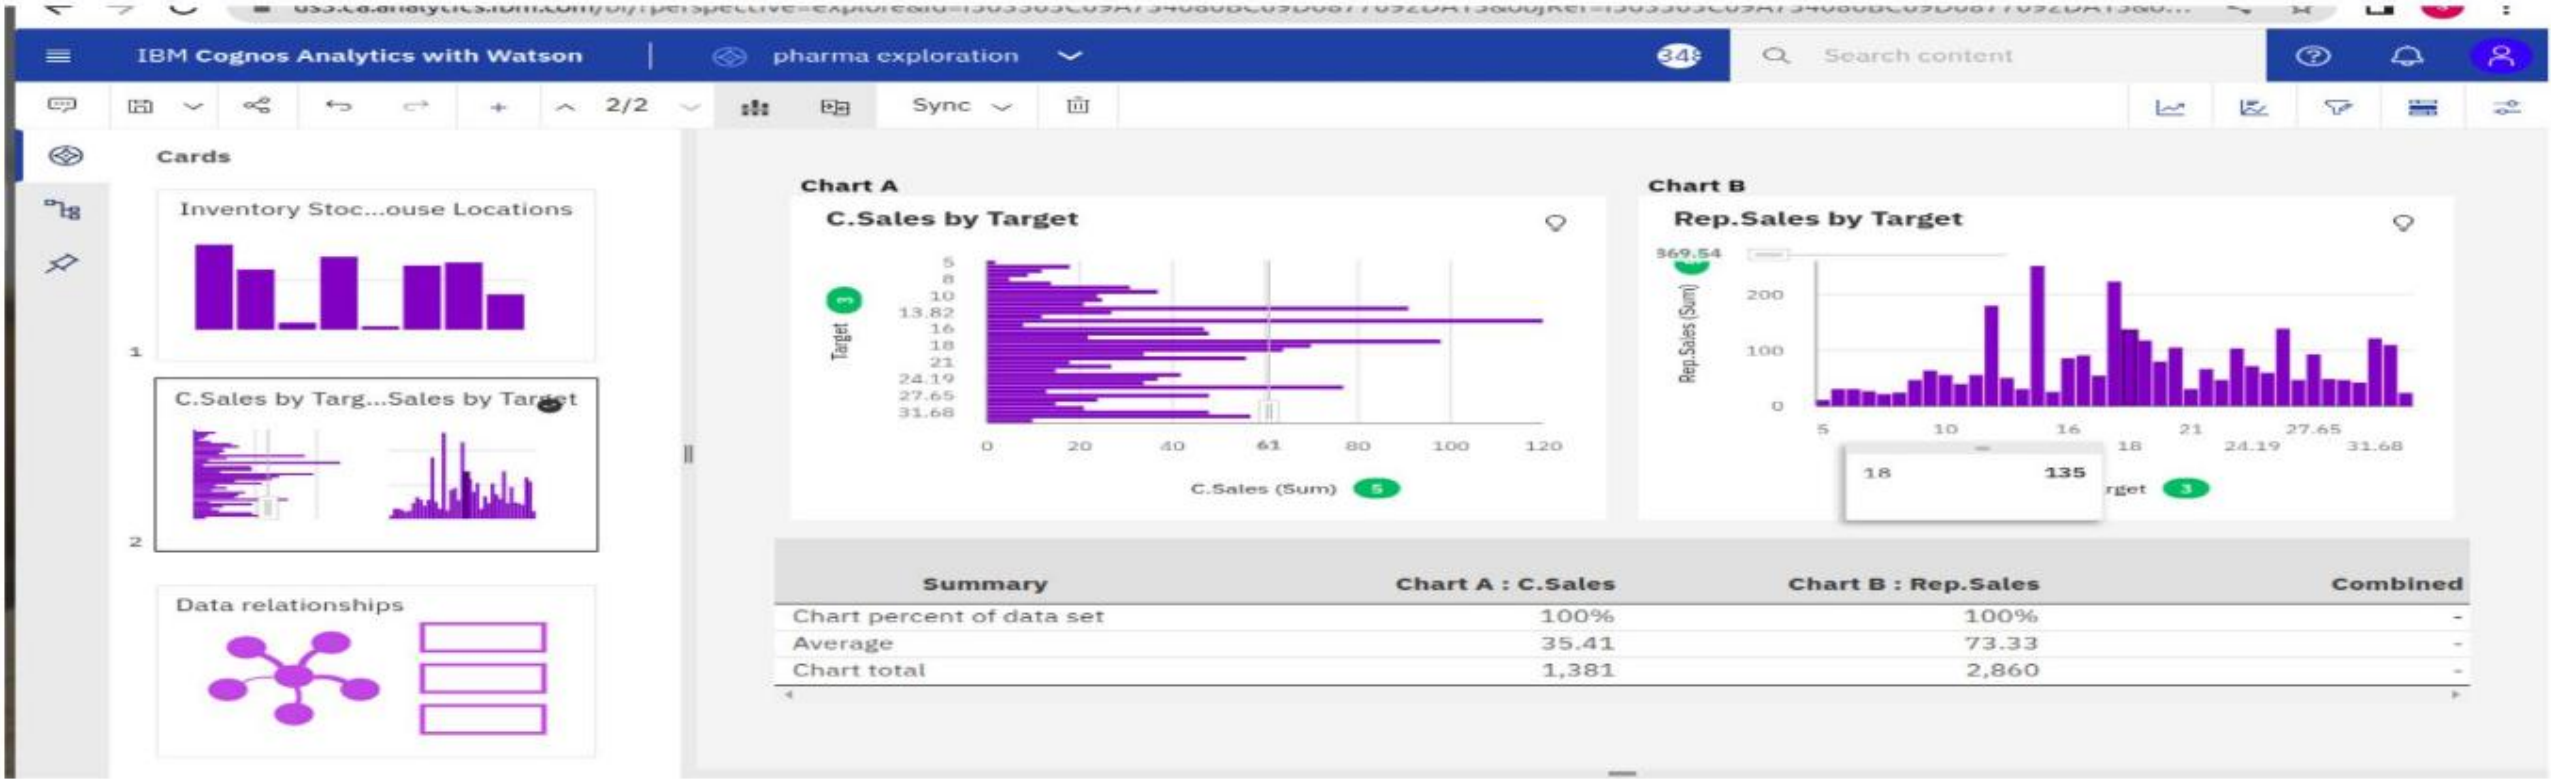 IBM Cognos Analytics with Watson
pharma exploration
Search content
2/2
Sync
Cards
Inventory Stoc...ouse Locations
1
C.Sales by Targ...Sales by Target
2
Data relationships
Chart A
C.Sales by Target
Target
3
5
8
10
13.82
16
18
21
24.19
27.65
31.68
0 20 40 61 80 100 120
C.Sales (Sum) 5
Chart B
Rep.Sales by Target
369.54
Rep.Sales (Sum)
200
100
0
5 10 16 21 27.65
18 24.19 31.68
18 135
rget 3
Summary Chart A : C.Sales Chart B : Rep.Sales Combined
Chart percent of data set 100% 100% -
Average 35.41 73.33 -
Chart total 1,381 2,860 -